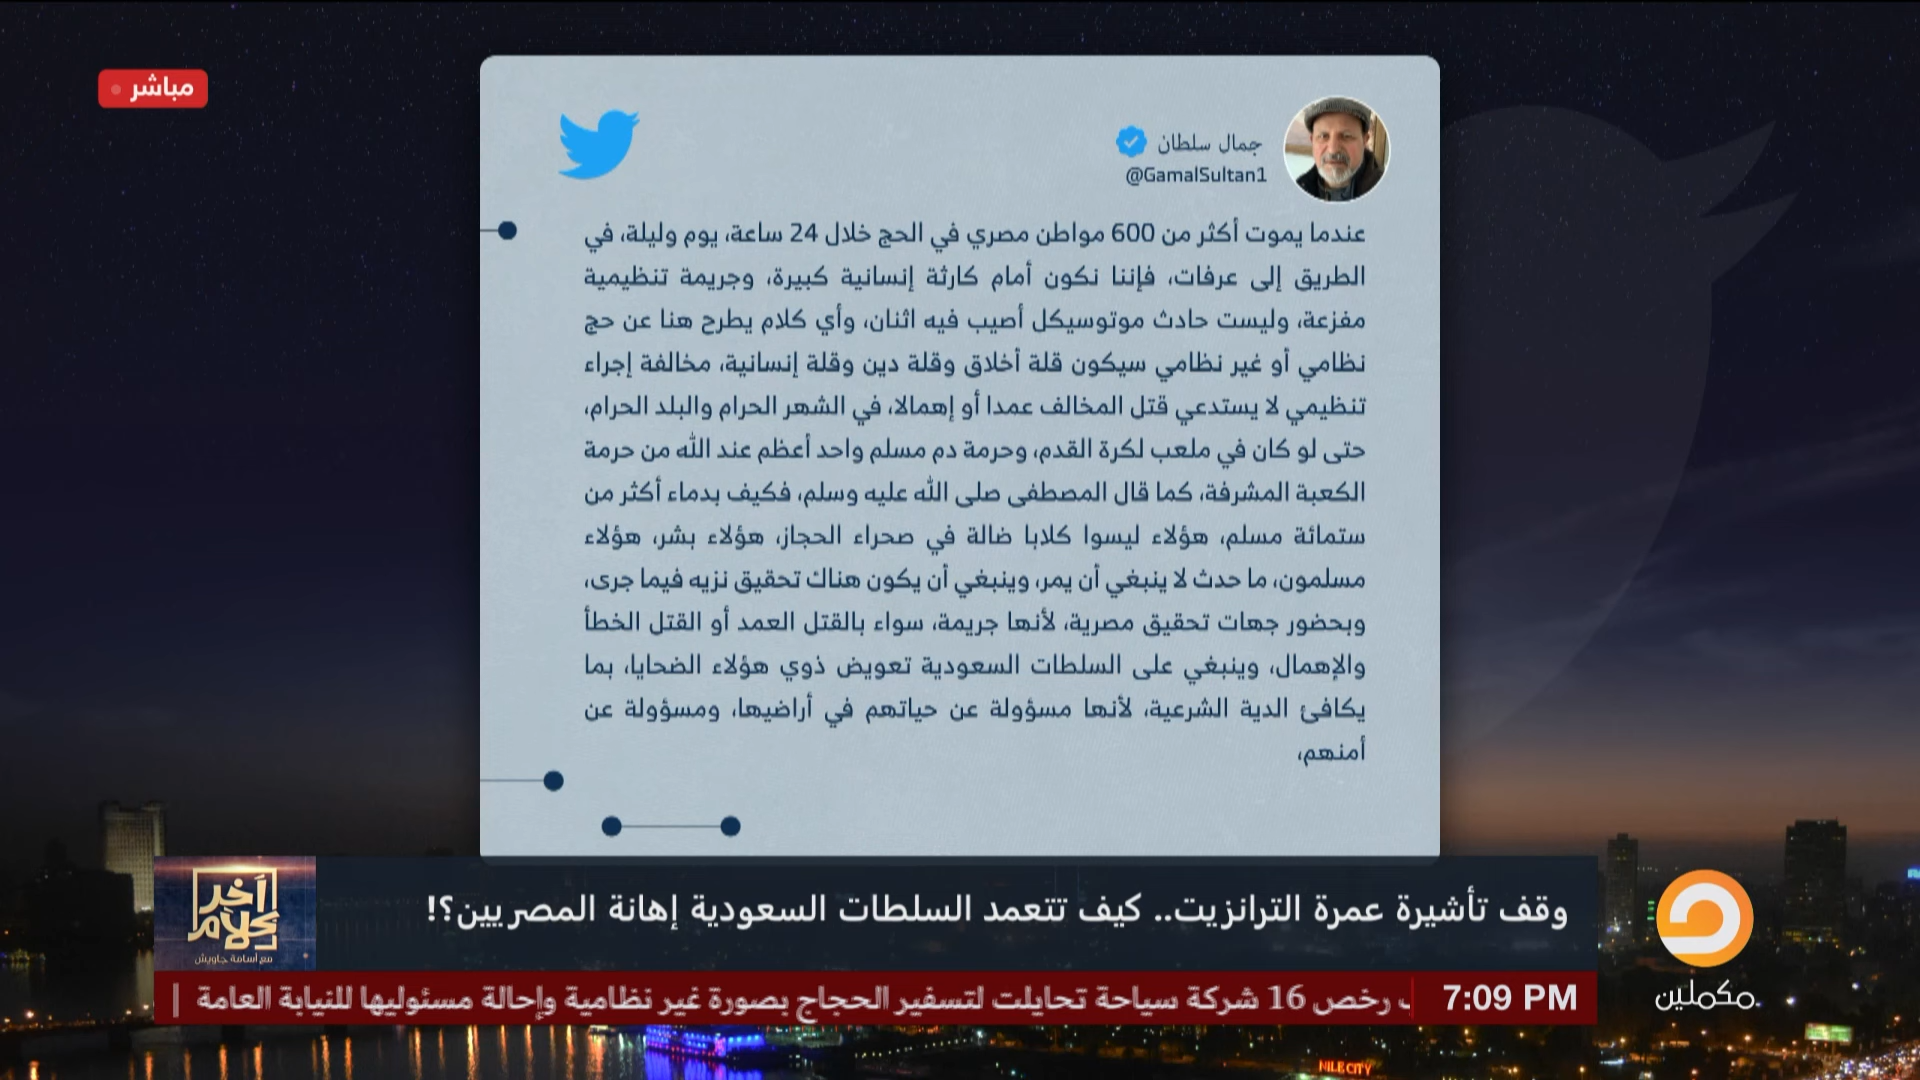 مباشر
جمال سلطان
@GamalSultan1
عندما يموت أكثر من 600 مواطن مصري في الحج خلال 24 ساعة، يوم وليلة، في
الطريق إلى عرفات، فإننا نكون أمام كارثة إنسانية كبيرة، وجريمة تنظيمية
مفزعة، وليست حادث موتوسيكل أصيب فيه اثنان، وأي كلام يطرح هنا عن حج
نظامي أو غير نظامي سيكون قلة أخلاق وقلة دين وقلة إنسانية، مخالفة إجراء
تنظيمي لا يستدعي قتل المخالف عمدا أو إهمالا، في الشهر الحرام والبلد الحرام،
حتى لو كان في ملعب لكرة القدم، وحرمة دم مسلم واحد أعظم عند الله من حرمة
الكعبة المشرفة، كما قال المصطفى صلى الله عليه وسلم، فكيف بدماء أكثر من
ستمائة مسلم، هؤلاء ليسوا كلابا ضالة في صحراء الحجاز، هؤلاء بشر، هؤلاء
مسلمون، ما حدث لا ينبغي أن يمر، وينبغي أن يكون هناك تحقيق نزيه فيما جرى،
وبحضور جهات تحقيق مصرية، لأنها جريمة، سواء بالقتل العمد أو القتل الخطأ
والإهمال، وينبغي على السلطات السعودية تعويض ذوي هؤلاء الضحايا، بما
يكافئ الدية الشرعية، لأنها مسؤولة عن حياتهم في أراضيها، ومسؤولة عن
أمنهم،
وقف تأشيرة عمرة الترانزيت.. كيف تتعمد السلطات السعودية إهانة المصريين؟!
آخر
كلام
مع أسامة جاويش
7:09 PM
رخص 16 شركة سياحة تحايلت لتسفير الحجاج بصورة غير نظامية وإحالة مسئوليها للنيابة العامة |
مكملين
NILE CITY